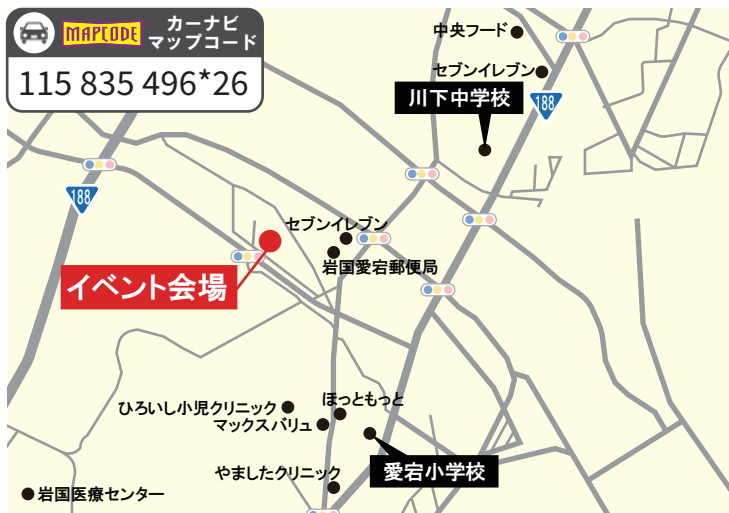 MAPCODE
カーナビ
マップコード
115 835 496*26
中央フード
セブンイレブン
川下中学校
188
188
セブンイレブン
岩国愛宕郵便局
イベント会場
ほっともっと
ひろいし小児クリニック
マックスバリュ
愛宕小学校
やましたクリニック
岩国医療センター